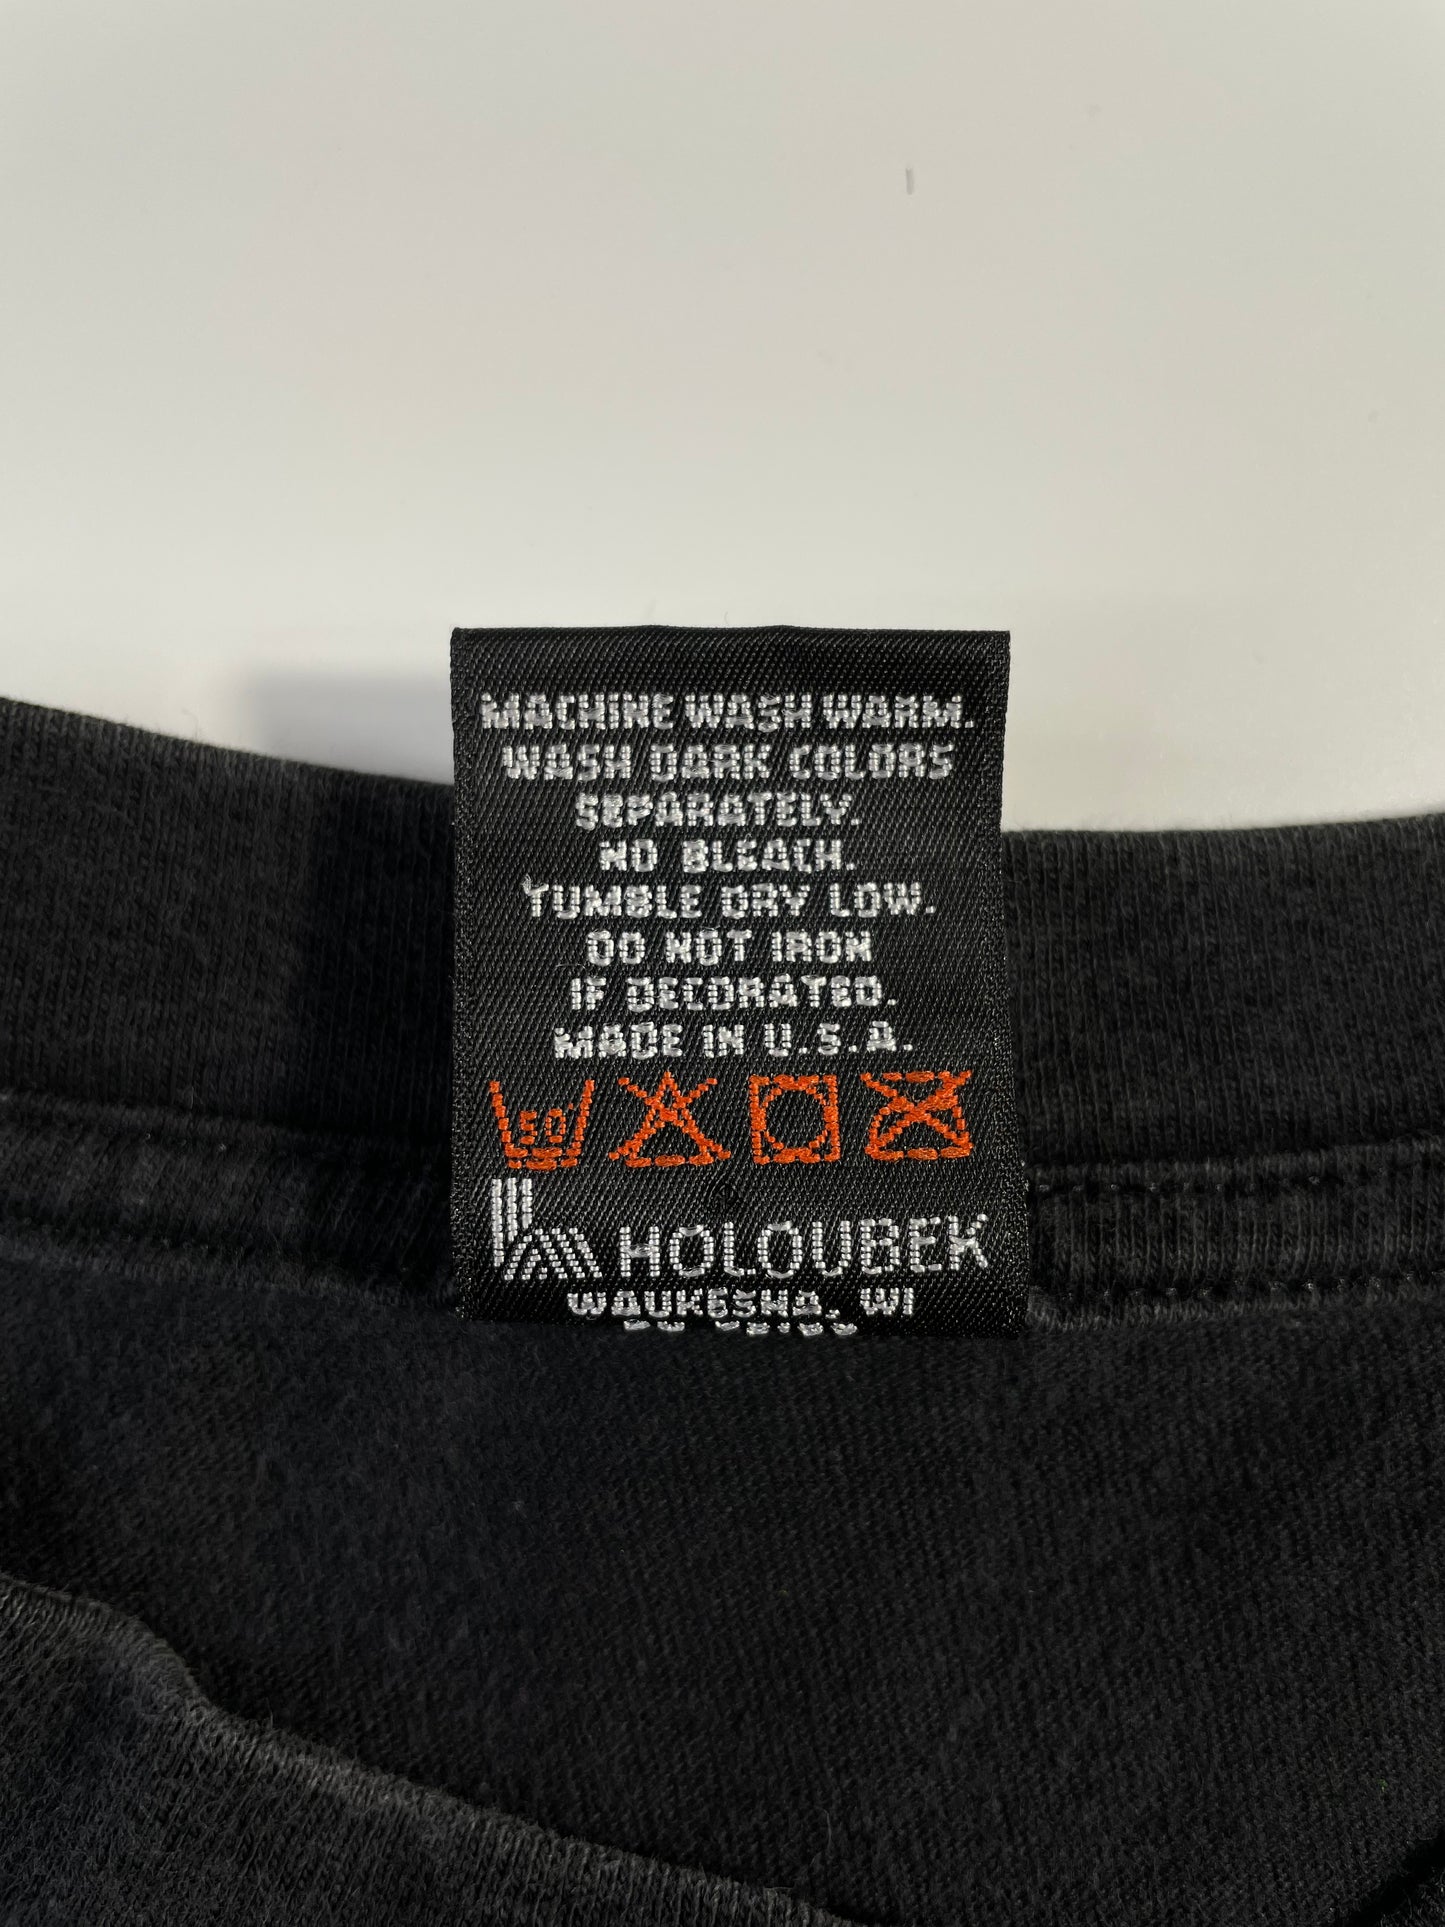 MACHINE WASH WARM.
WASH DARK COLORS
SEPARATELY.
NO BLEACH.
TUMBLE DRY LOW.
DO NOT IRON
IF DECORATED.
MADE IN U.S.A.
50°
HOLOUBEK
WAUKESHA, WI